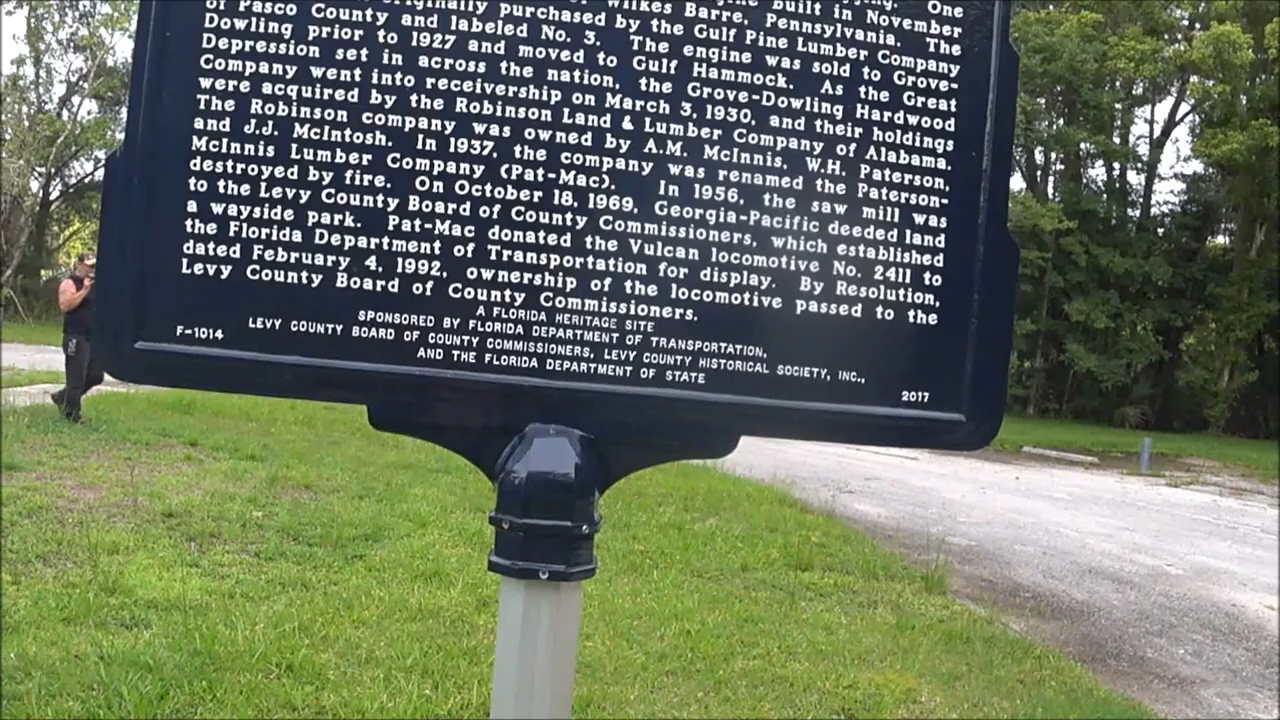 One
Wilkes Barre, Pennsylvania. The
originally purchased by the Gulf Pine Lumber Company
of Pasco County and labeled No. 3. The engine was sold to Grove-
Dowling prior to 1927 and moved to Gulf Hammock. As the Great
Depression set in across the nation, the Grove-Dowling Hardwood
Company went into receivership on March 3, 1930, and their holdings
were acquired by the Robinson Land & Lumber Company of Alabama.
The Robinson company was owned by A.M. McInnis, W.H. Paterson,
and J.J. McIntosh. In 1937, the company was renamed the Paterson-
McInnis Lumber Company (Pat-Mac). In 1956, the saw mill was
destroyed by fire. On October 18, 1969, Georgia-Pacific deeded land
to the Levy County Board of County Commissioners, which established
a wayside park. Pat-Mac donated the Vulcan locomotive No. 2411 to
the Florida Department of Transportation for display. By Resolution,
dated February 4, 1992, ownership of the locomotive passed to the
Levy County Board of County Commissioners.
A FLORIDA HERITAGE SITE
SPONSORED BY FLORIDA DEPARTMENT OF TRANSPORTATION,
LEVY COUNTY BOARD OF COUNTY COMMISSIONERS, LEVY COUNTY HISTORICAL SOCIETY, INC.,
AND THE FLORIDA DEPARTMENT OF STATE
F-1014
2017